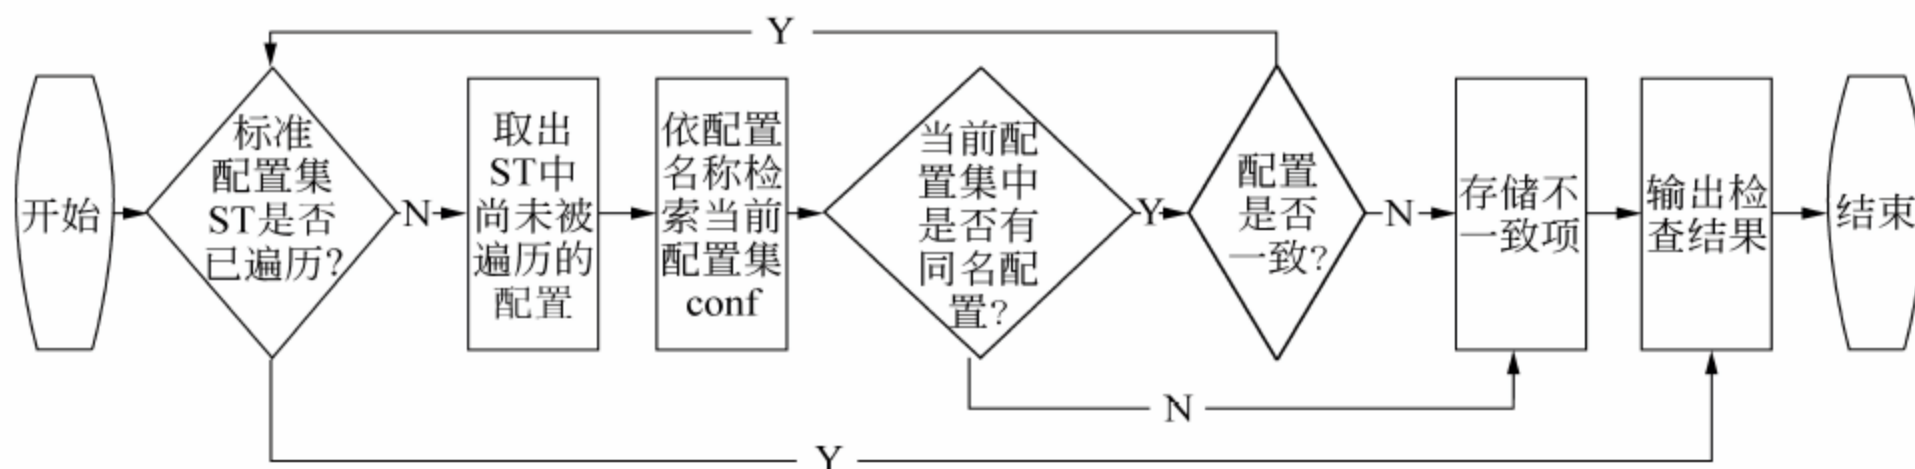 Y
开始
标准
配置集
ST是否
已遍历?
N
取出
ST中
尚未被
遍历的
配置
依配置
名称检
索当前
配置集
conf
当前配
置集中
是否有
同名配
置?
Y
配置
是否
一致?
N
存储不
一致项
输出检
查结果
结束
N
Y